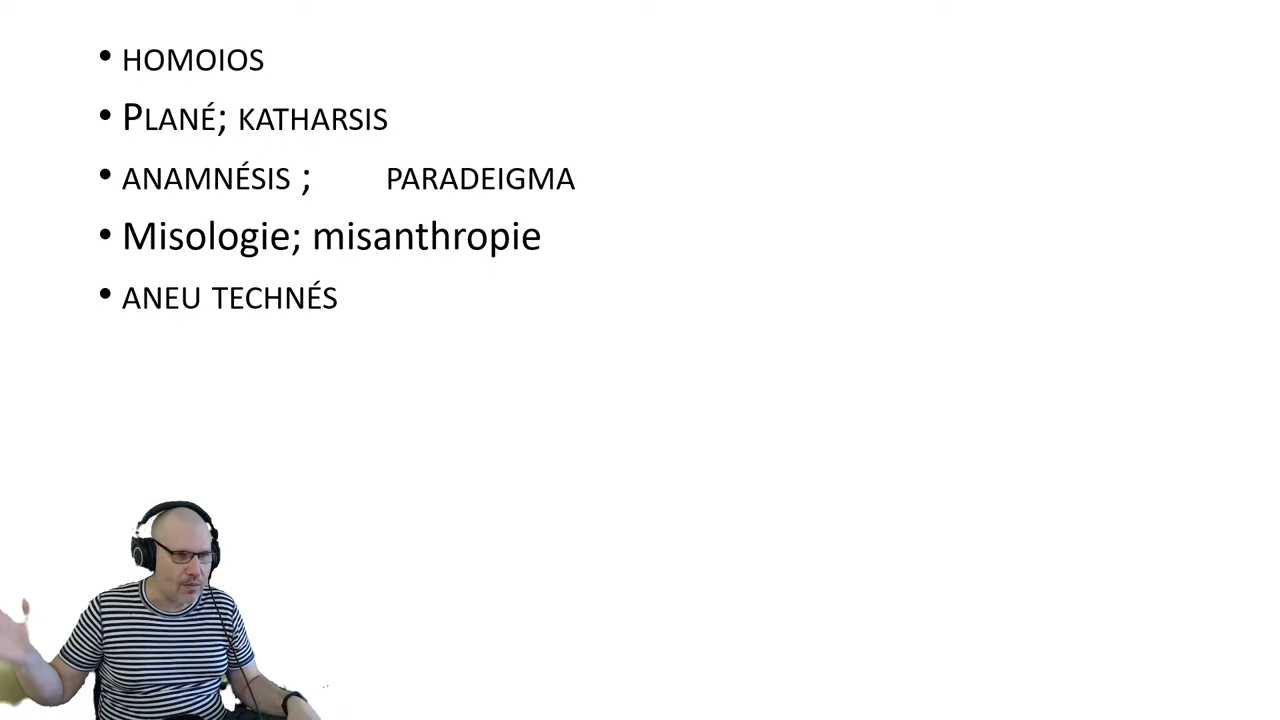 • HOMOIOS
• PLANÉ; KATHARSIS
• ANAMNÉSIS ; PARADEIGMA
• Misologie; misanthropie
• ANEU TECHNÉS